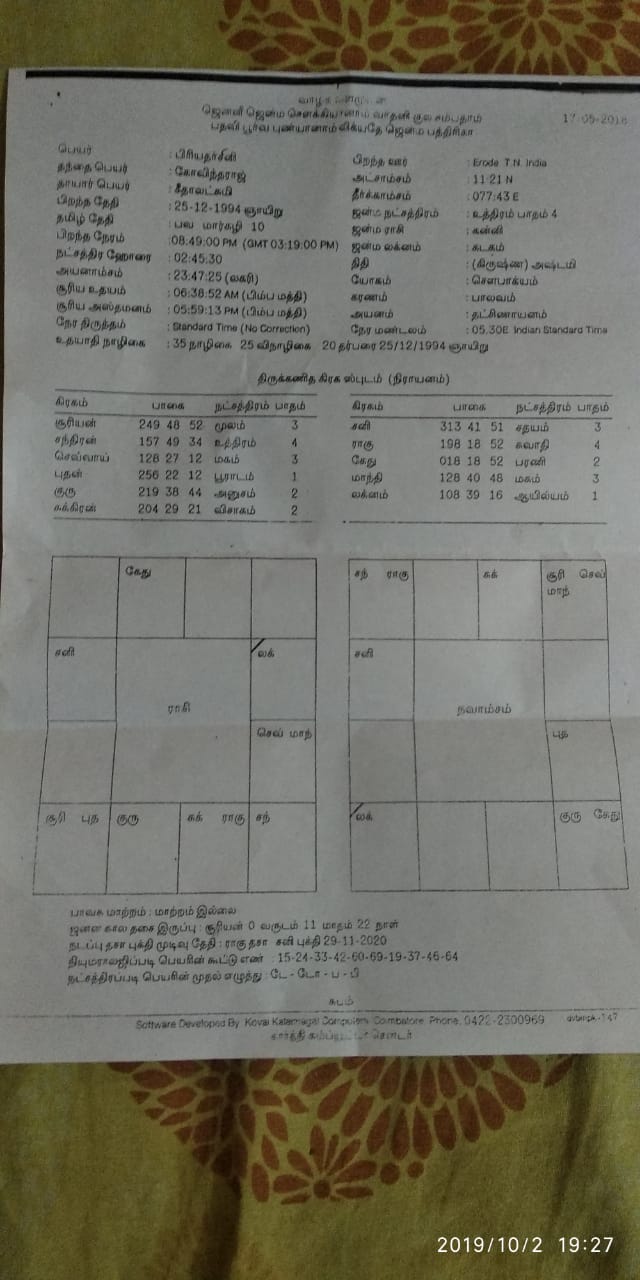 ஜெனனீ ஜென்ம சௌக்கியானாம் வர்தனி குல சம்பதாம்
பதவி பூர்வ புண்யானாம் லிக்யதே ஜென்ம பத்திரிகா
17-05-2018
பெயர் : பிரியதர்சினி
தந்தை பெயர் : கோவிந்தராஜ்
தாயார் பெயர் : கீதாலட்சுமி
பிறந்த தேதி : 25-12-1994 ஞாயிறு
தமிழ் தேதி : பவ மார்கழி 10
பிறந்த நேரம் : 08:49:00 PM (GMT 03:19:00 PM)
நட்சத்திர ஹோரை : 02:45:30
அயனாம்சம் : 23:47:25 (லகரி)
சூரிய உதயம் : 06:38:52 AM (பிம்ப மத்தி)
சூரிய அஸ்தமனம் : 05:59:13 PM (பிம்ப மத்தி)
நேர திருத்தம் : Standard Time (No Correction)
உதயாதி நாழிகை : 35 நாழிகை 25 விநாழிகை 20 தற்பரை 25/12/1994 ஞாயிறு
பிறந்த ஊர் : Erode T.N. India
அட்சாம்சம் : 11:21 N
தீர்க்காம்சம் : 077:43 E
ஜன்ம நட்சத்திரம் : உத்திரம் பாதம் 4
ஜன்ம ராசி : கன்னி
ஜன்ம லக்னம் : கடகம்
திதி : (கிருஷ்ண) அஷ்டமி
யோகம் : சௌபாக்யம்
கரணம் : பாலவம்
அயனம் : தட்சிணாயனம்
நேர மண்டலம் : 05.30E Indian Standard Time
திருக்கணித கிரக ஸ்புடம் (நிராயனம்)
கிரகம் பாகை நட்சத்திரம் பாதம்
சூரியன் 249 48 52 மூலம் 3
சந்திரன் 157 49 34 உத்திரம் 4
செவ்வாய் 128 27 12 மகம் 3
புதன் 256 22 12 பூராடம் 1
குரு 219 38 44 அனுசம் 2
சுக்கிரன் 204 29 21 விசாகம் 2
கிரகம் பாகை நட்சத்திரம் பாதம்
சனி 313 41 51 சதயம் 3
ராகு 198 18 52 சுவாதி 4
கேது 018 18 52 பரணி 2
மாந்தி 128 40 48 மகம் 3
லக்னம் 108 39 16 ஆயில்யம் 1
கேது
சனி
லக்
ராசி
செவ் மாந்
சூரி புத
குரு
சுக் ராகு
சந்
சந் ராகு
சுக்
சூரி செவ்
மாந்
சனி
நவாம்சம்
புத
லக்
குரு கேது
பாவக மாற்றம் : மாற்றம் இல்லை
ஜனன கால தசை இருப்பு : சூரியன் 0 வருடம் 11 மாதம் 22 நாள்
நடப்பு தசா புக்தி முடிவு தேதி : ராகு தசா சனி புக்தி 29-11-2020
நியுமராலஜிப்படி பெயரின் கூட்டு எண் : 15-24-33-42-60-69-19-37-46-64
நட்சத்திரப்படி பெயரின் முதல் எழுத்து : டே - டோ - ப - பி
சுபம்
Software Developed By Kovai Kalaimagal Computers Coimbatore. Phone. 0422-2300969
2019/10/2 19:27